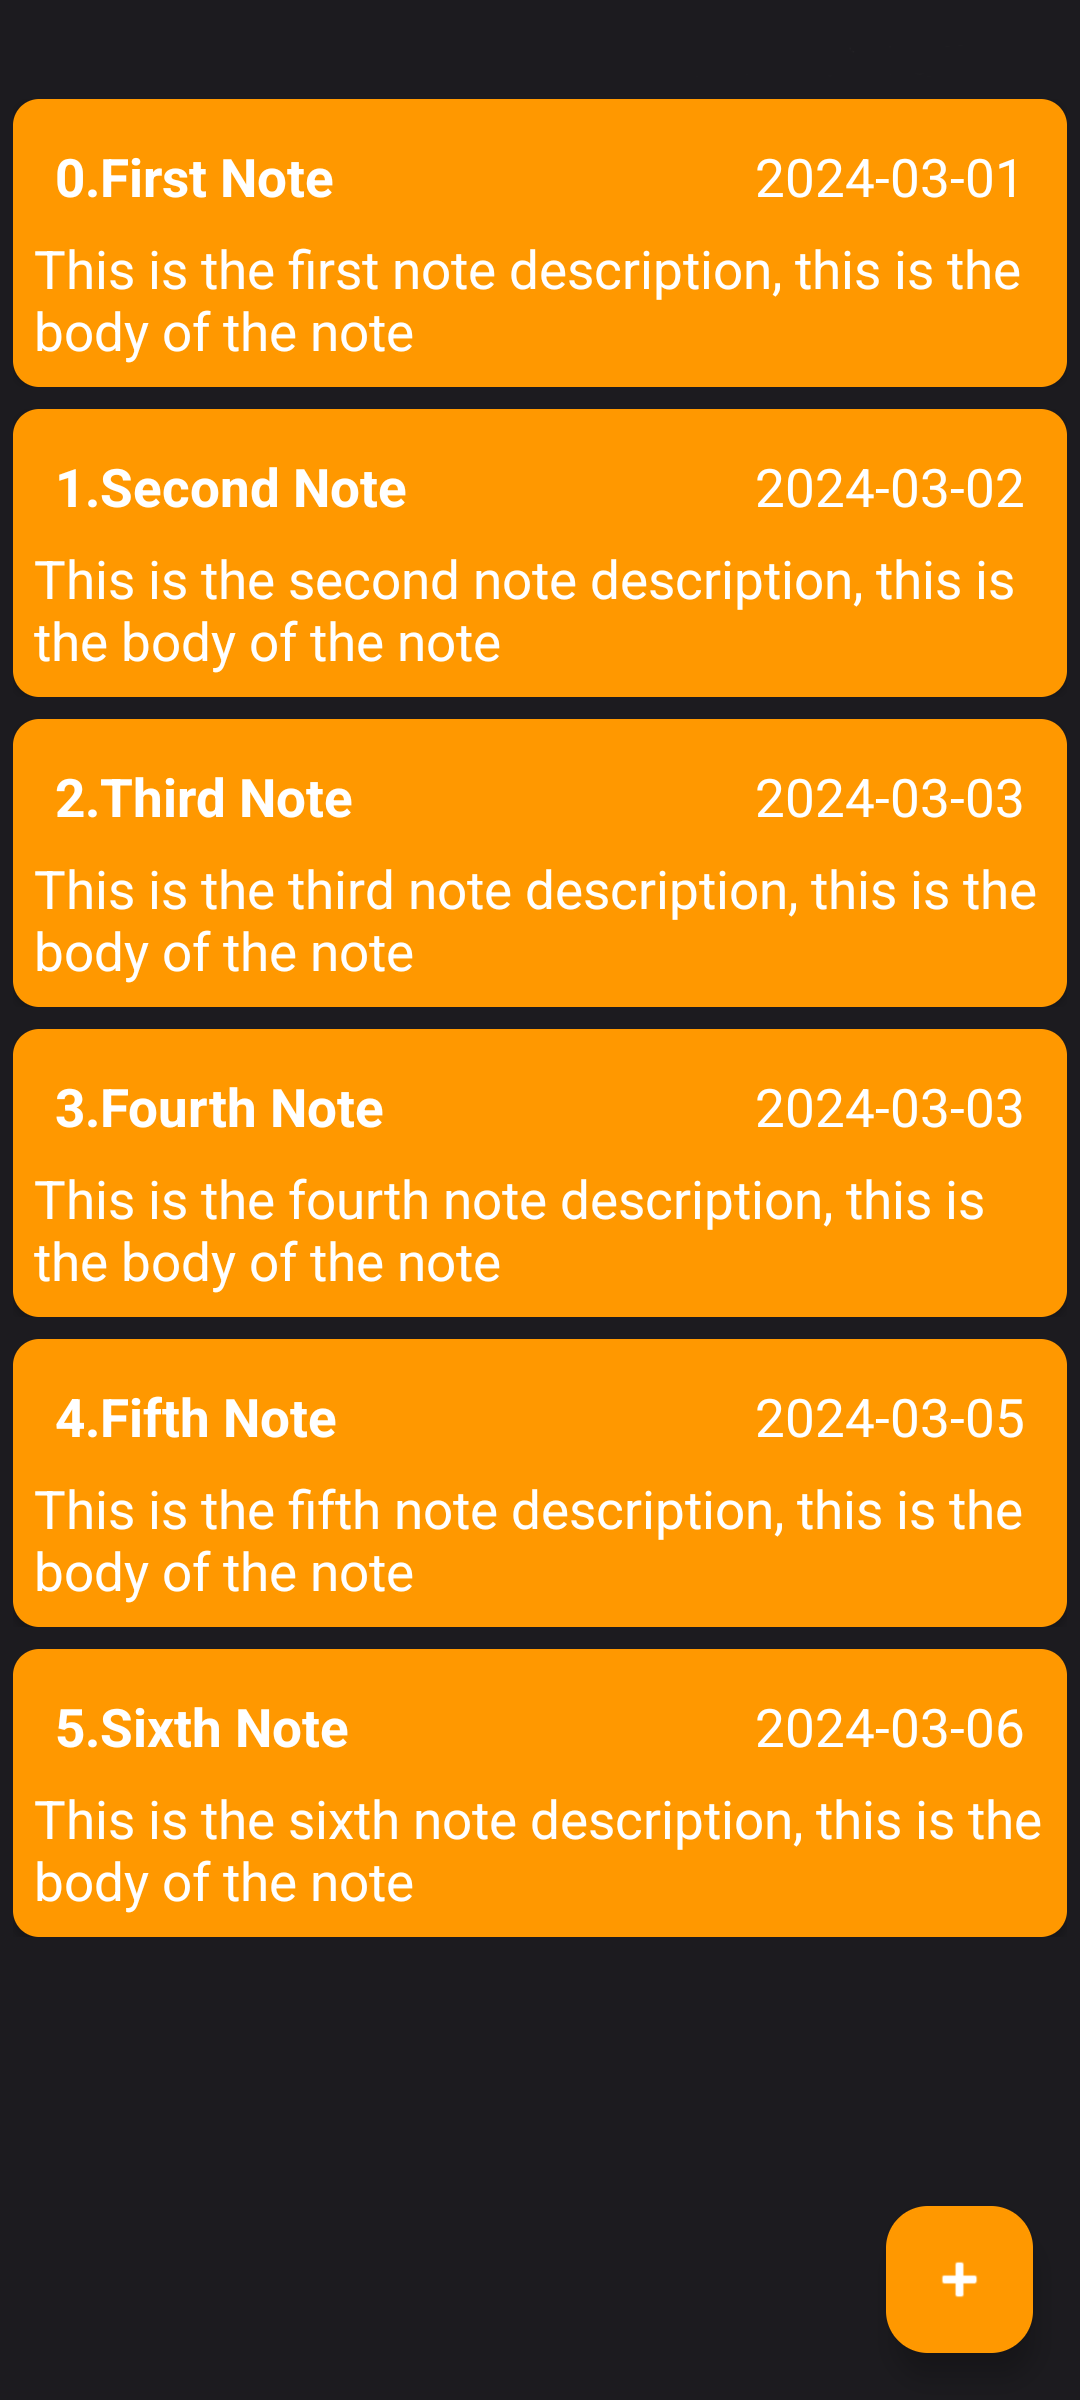 0.First Note 2024-03-01
This is the first note description, this is the
body of the note
1.Second Note 2024-03-02
This is the second note description, this is
the body of the note
2.Third Note 2024-03-03
This is the third note description, this is the
body of the note
3.Fourth Note 2024-03-03
This is the fourth note description, this is
the body of the note
4.Fifth Note 2024-03-05
This is the fifth note description, this is the
body of the note
5.Sixth Note 2024-03-06
This is the sixth note description, this is the
body of the note
+